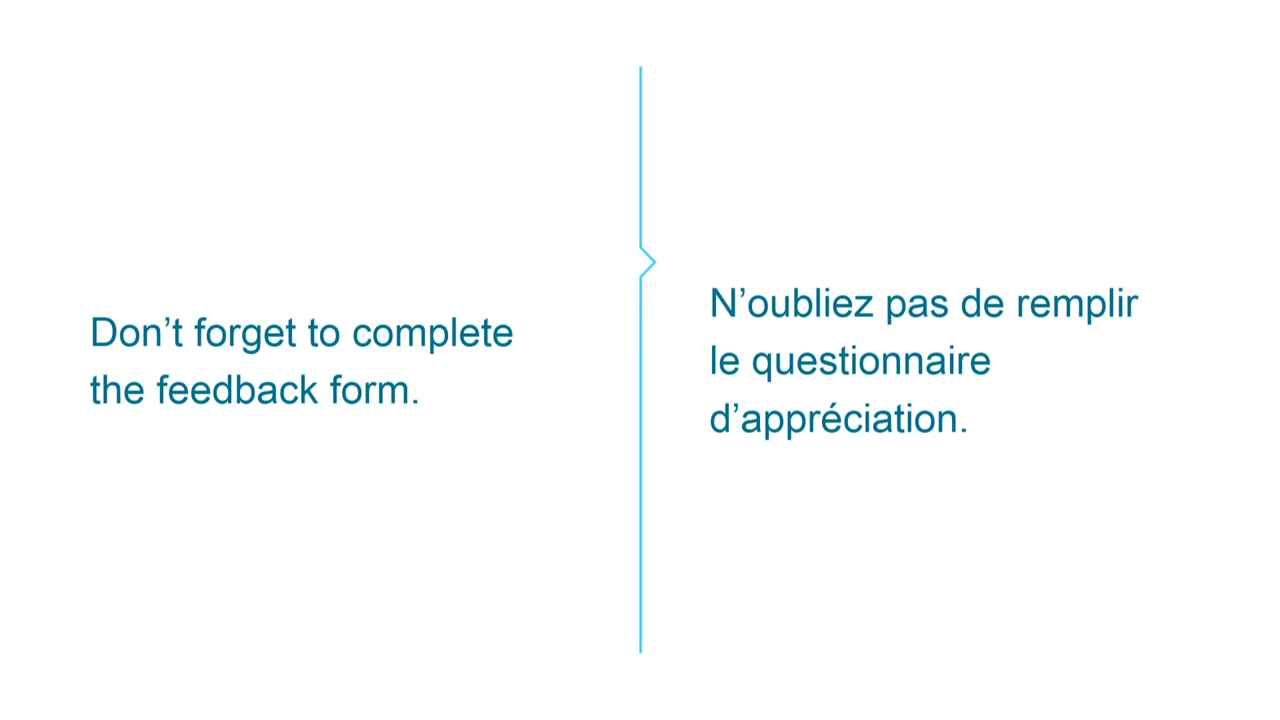 Don’t forget to complete
the feedback form.
N’oubliez pas de remplir
le questionnaire
d’appréciation.